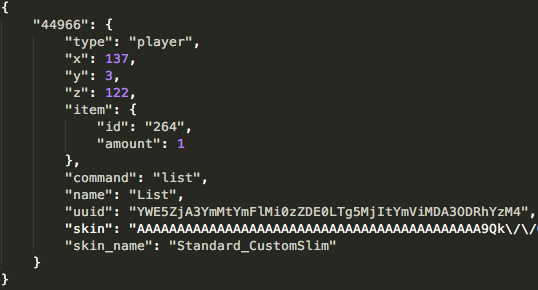 {
"44966": {
"type": "player",
"x": 137,
"y": 3,
"z": 122,
"item": {
"id": "264",
"amount": 1
},
"command": "list",
"name": "List",
"uuid": "YWE5ZjA3YmMtYmFlMi0zZDE0LTg5MjItYmViMDA3ODRhYzM4",
"skin": "AAAAAAAAAAAAAAAAAAAAAAAAAAAAAAAAAAAAAAAAAAA9Qk\/\/
"skin_name": "Standard_CustomSlim"
}
}